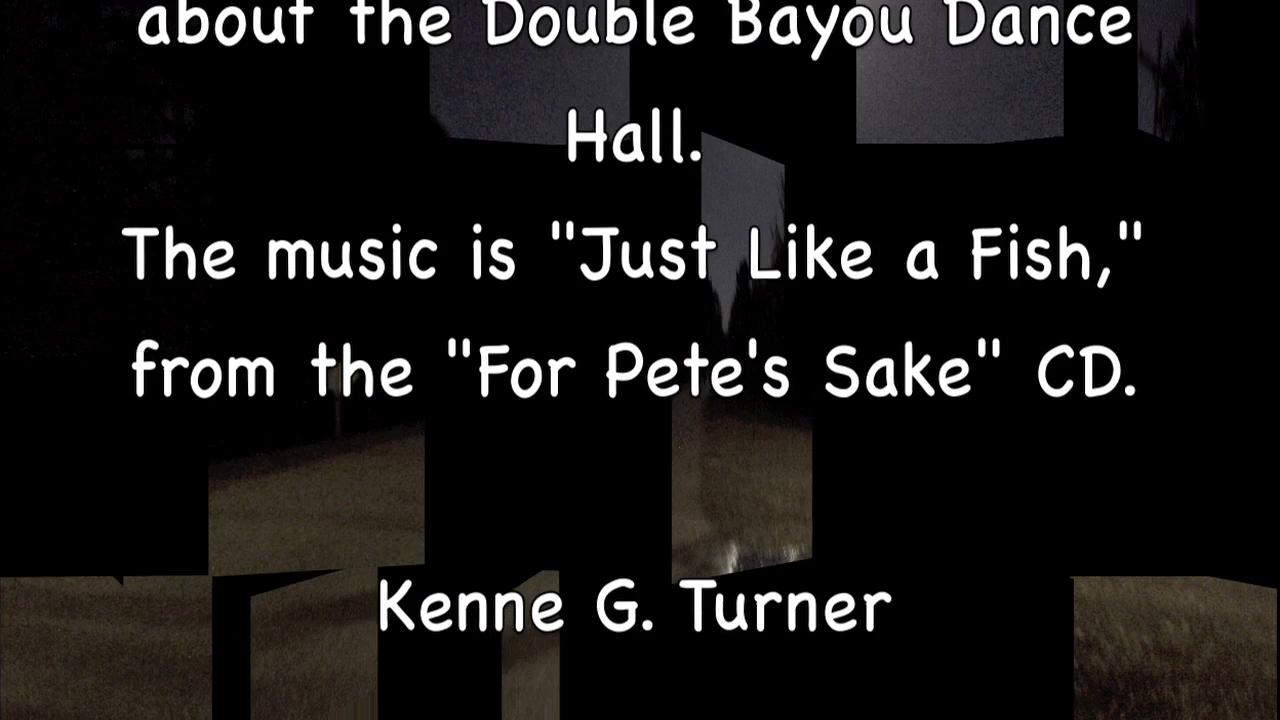 about the Double Bayou Dance
Hall.
The music is "Just Like a Fish,"
from the "For Pete's Sake" CD.
Kenne G. Turner